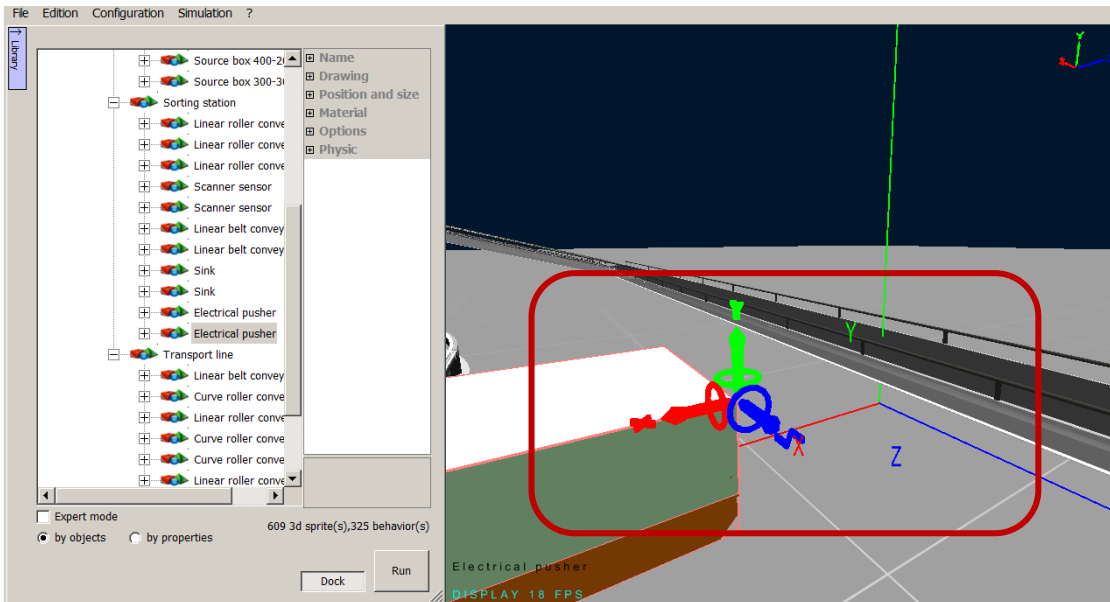 File Edition Configuration Simulation ?
↑ Library
Source box 400-20
Source box 300-30
Sorting station
Linear roller conve
Linear roller conve
Linear roller conve
Scanner sensor
Scanner sensor
Linear belt convey
Linear belt convey
Sink
Sink
Electrical pusher
Electrical pusher
Transport line
Linear belt convey
Curve roller conve
Linear roller conve
Curve roller conve
Curve roller conve
Linear roller conve
Name
Drawing
Position and size
Material
Options
Physic
Expert mode
609 3d sprite(s),325 behavior(s)
by objects by properties
Dock
Run
Y
Y
Y
X
Z
Z
Electrical pusher
DISPLAY 18 FPS